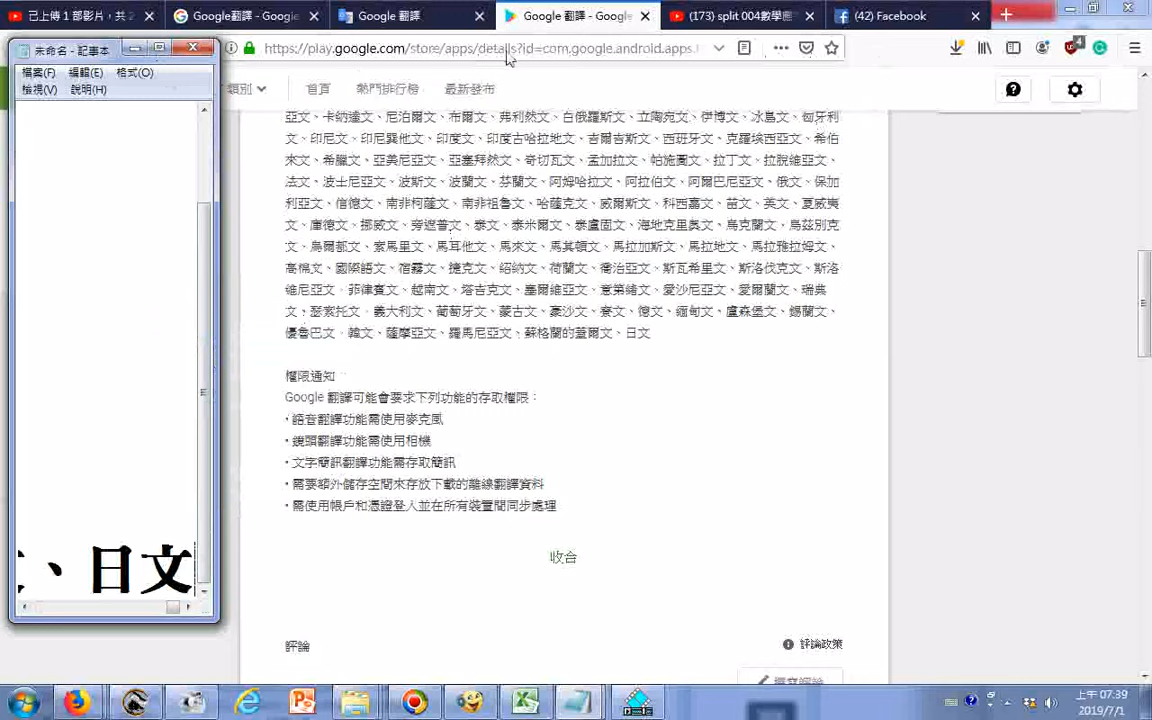 已上傳 1 部影片，共 2
Google翻譯 - Google
Google 翻譯
Google 翻譯 - Google
(173) split 004數學
(42) Facebook
未命名 - 記事本
https://play.google.com/store/apps/details?id=com.google.android.apps.
檔案(F) 編輯(E) 格式(O)
檢視(V) 說明(H)
類別 首頁 熱門排行榜 最新發布
亞文、卡納達文、尼泊爾文、布爾文、弗利然文、白俄羅斯文、立陶宛文、伊博文、冰島文、匈牙利
文、印尼文、印尼巽他文、印度文、印度古哈拉地文、吉爾吉斯文、西班牙文、克羅埃西亞文、希伯
來文、希臘文、亞美尼亞文、亞塞拜然文、奇切瓦文、孟加拉文、帕施圖文、拉丁文、拉脫維亞文、
法文、波士尼亞文、波斯文、波蘭文、芬蘭文、阿姆哈拉文、阿拉伯文、阿爾巴尼亞文、俄文、保加
利亞文、信德文、南非柯薩文、南非祖魯文、哈薩克文、威爾斯文、科西嘉文、苗文、英文、夏威夷
文、庫德文、挪威文、旁遮普文、泰文、泰米爾文、泰盧固文、海地克里奧文、烏克蘭文、烏茲別克
文、烏爾都文、索馬里文、馬耳他文、馬來文、馬其頓文、馬拉加斯文、馬拉地文、馬拉雅拉姆文、
高棉文、國際語文、宿霧文、捷克文、紹納文、荷蘭文、喬治亞文、斯瓦希里文、斯洛伐克文、斯洛
維尼亞文、菲律賓文、越南文、塔吉克文、塞爾維亞文、意第緒文、愛沙尼亞文、愛爾蘭文、瑞典
文、瑟索托文、義大利文、葡萄牙文、蒙古文、豪沙文、寮文、德文、緬甸文、盧森堡文、錫蘭文、
優魯巴文、韓文、薩摩亞文、羅馬尼亞文、蘇格蘭的蓋爾文、日文
權限通知
Google 翻譯可能會要求下列功能的存取權限：
• 語音翻譯功能需使用麥克風
• 鏡頭翻譯功能需使用相機
• 文字簡訊翻譯功能需存取簡訊
• 需要額外儲存空間來存放下載的離線翻譯資料
• 需使用帳戶和憑證登入並在所有裝置間同步處理
收合
、日文
評論
評論政策
撰寫評論
上午 07:39
2019/7/1